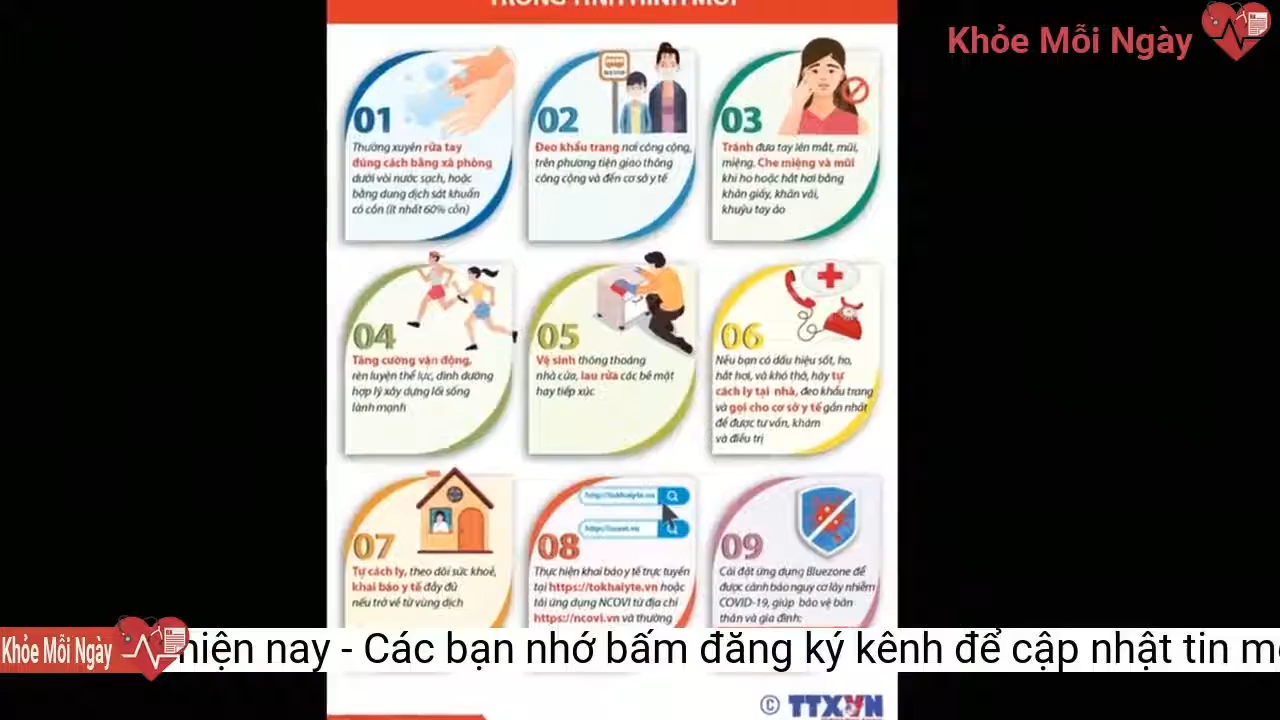 TRONG TÌNH HÌNH MỚI
Khỏe Mỗi Ngày
01
Thường xuyên rửa tay
đúng cách bằng xà phòng
dưới vòi nước sạch, hoặc
bằng dung dịch sát khuẩn
có cồn (ít nhất 60% cồn)
02
Đeo khẩu trang nơi công cộng,
trên phương tiện giao thông
công cộng và đến cơ sở y tế
03
Tránh đưa tay lên mắt, mũi,
miệng. Che miệng và mũi
khi ho hoặc hắt hơi bằng
khăn giấy, khăn vải,
khuỷu tay áo
04
Tăng cường vận động,
rèn luyện thể lực, dinh dưỡng
hợp lý xây dựng lối sống
lành mạnh
05
Vệ sinh thông thoáng
nhà cửa, lau rửa các bề mặt
hay tiếp xúc
06
Nếu bạn có dấu hiệu sốt, ho,
hắt hơi, và khó thở, hãy tự
cách ly tại nhà, đeo khẩu trang
và gọi cho cơ sở y tế gần nhất
để được tư vấn, khám
và điều trị
07
Tự cách ly, theo dõi sức khoẻ,
khai báo y tế đầy đủ
nếu trở về từ vùng dịch
http://tokhaiyte.vn
http://ncovi.vn
08
Thực hiện khai báo y tế trực tuyến
tại https://tokhaiyte.vn hoặc
tải ứng dụng NCOVI từ địa chỉ
https://ncovi.vn và thường
09
Cài đặt ứng dụng Bluezone để
được cảnh báo nguy cơ lây nhiễm
COVID-19, giúp bảo vệ bản
thân và gia đình:
Khỏe Mỗi Ngày
hiện nay - Các bạn nhớ bấm đăng ký kênh để cập nhật tin mớ
© TTXVN